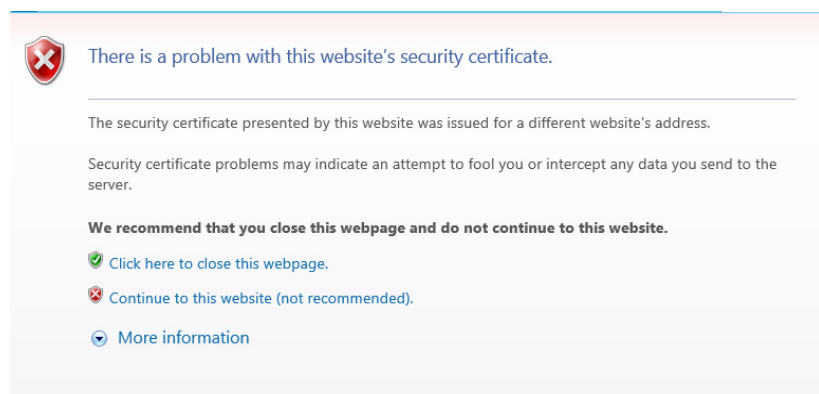 There is a problem with this website's security certificate.
The security certificate presented by this website was issued for a different website's address.
Security certificate problems may indicate an attempt to fool you or intercept any data you send to the
server.
We recommend that you close this webpage and do not continue to this website.
Click here to close this webpage.
Continue to this website (not recommended).
More information